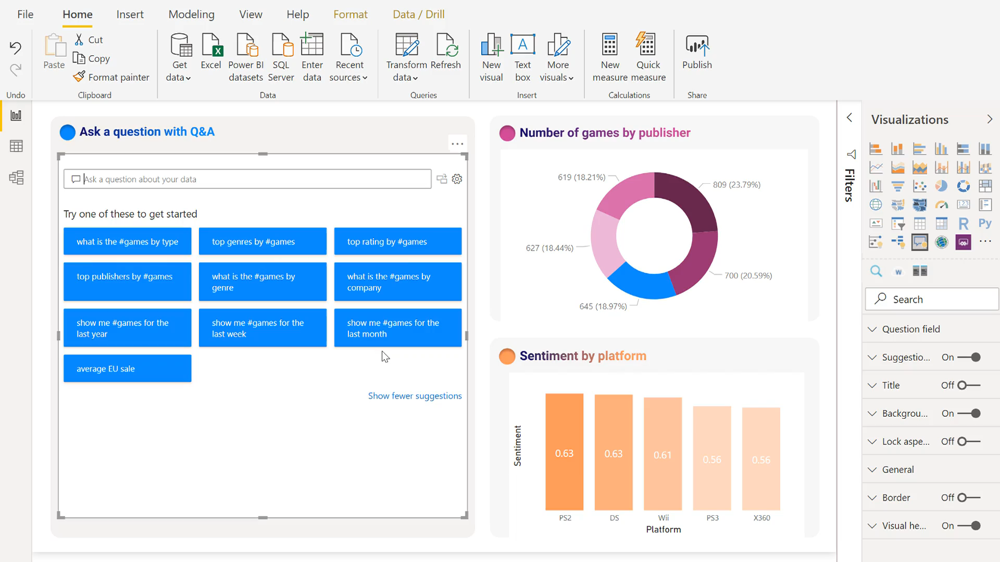 File Home Insert Modeling View Help Format Data / Drill
Paste
Cut
Copy
Format painter
Get data
Excel
Power BI datasets
SQL Server
Enter data
Recent sources
Transform data
Refresh
New visual
A
Text box
More visuals
New measure
Quick measure
Publish
Undo Clipboard Data Queries Insert Calculations Share
Ask a question with Q&A
Ask a question about your data
Try one of these to get started
what is the #games by type
top genres by #games
top rating by #games
top publishers by #games
what is the #games by
genre
what is the #games by
company
show me #games for the
last year
show me #games for the
last week
show me #games for the
last month
average EU sale
Show fewer suggestions
Number of games by publisher
619 (18.21%)
809 (23.79%)
627 (18.44%)
700 (20.59%)
645 (18.97%)
Sentiment by platform
Sentiment
0.63 0.63 0.61 0.56 0.56
PS2 DS Wii PS3 X360
Platform
Filters
Visualizations
123
R Py
W
Search
Question field
Suggestio... On
Title Off
Backgrou... On
Lock aspe... Off
General
Border Off
Visual he... On